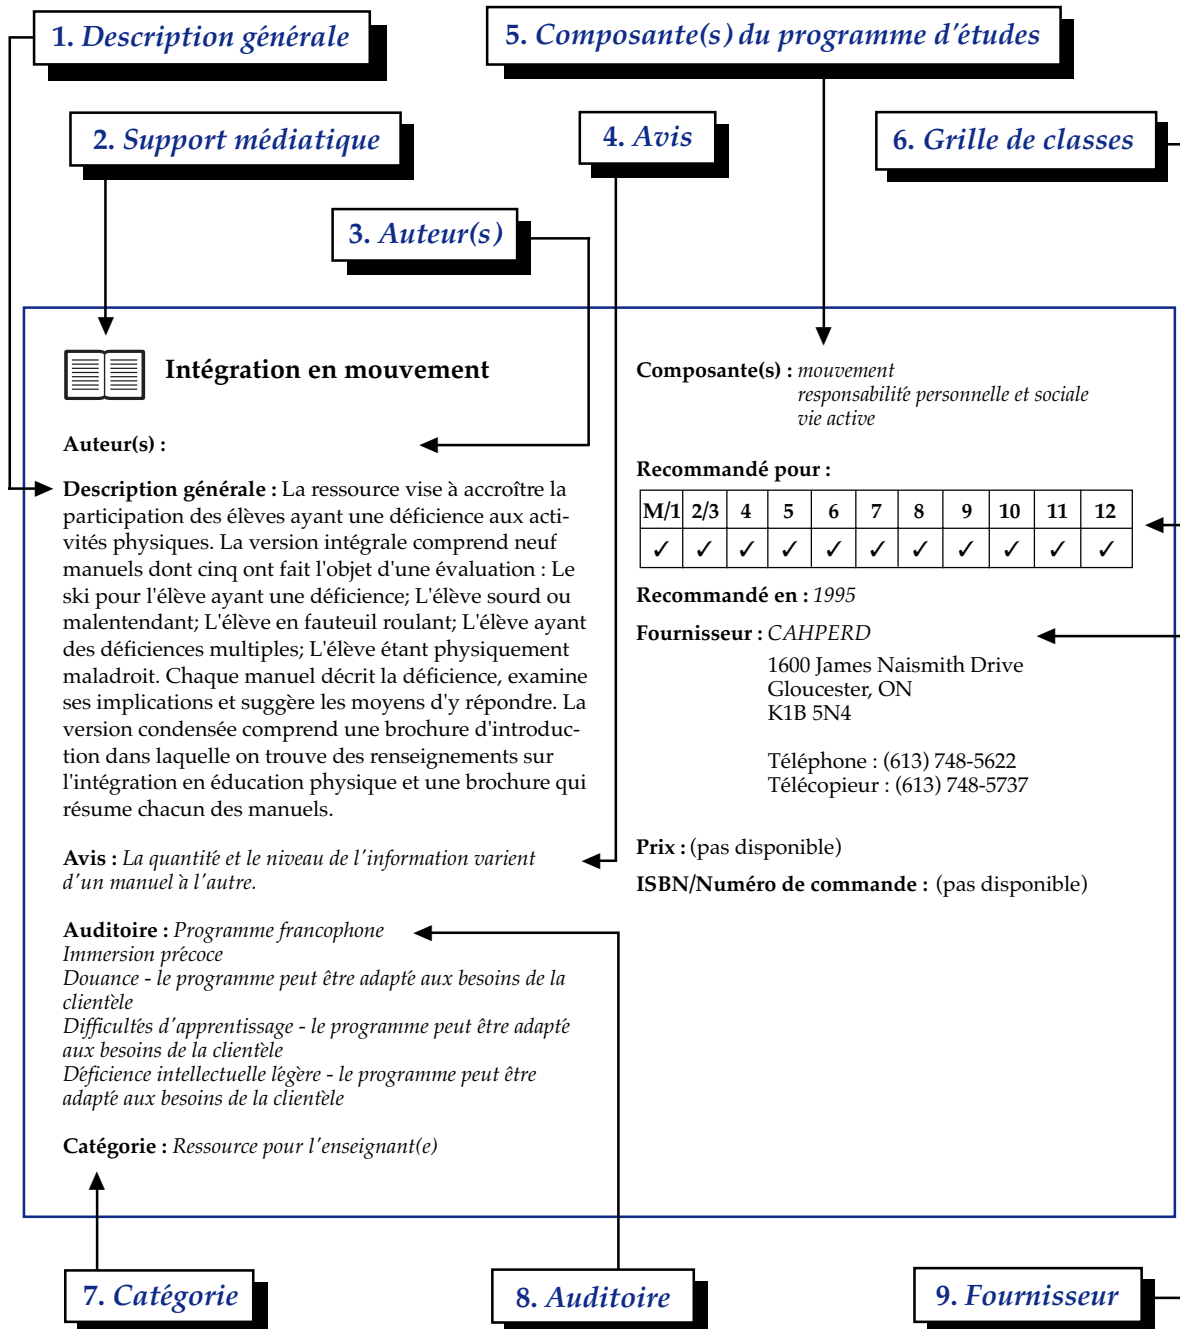 1. Description générale
5. Composante(s) du programme d'études
2. Support médiatique
4. Avis
6. Grille de classes
3. Auteur(s)
Intégration en mouvement
Auteur(s) :
Description générale : La ressource vise à accroître la
participation des élèves ayant une déficience aux acti-
vités physiques. La version intégrale comprend neuf
manuels dont cinq ont fait l'objet d'une évaluation : Le
ski pour l'élève ayant une déficience; L'élève sourd ou
malentendant; L'élève en fauteuil roulant; L'élève ayant
des déficiences multiples; L'élève étant physiquement
maladroit. Chaque manuel décrit la déficience, examine
ses implications et suggère les moyens d'y répondre. La
version condensée comprend une brochure d'introduc-
tion dans laquelle on trouve des renseignements sur
l'intégration en éducation physique et une brochure qui
résume chacun des manuels.
Avis : La quantité et le niveau de l'information varient
d'un manuel à l'autre.
Auditoire : Programme francophone
Immersion précoce
Douance - le programme peut être adapté aux besoins de la
clientèle
Difficultés d'apprentissage - le programme peut être adapté
aux besoins de la clientèle
Déficience intellectuelle légère - le programme peut être
adapté aux besoins de la clientèle
Catégorie : Ressource pour l'enseignant(e)
Composante(s) : mouvement
responsabilité personnelle et sociale
vie active
Recommandé pour :
M/1 2/3 4 5 6 7 8 9 10 11 12
✓ ✓ ✓ ✓ ✓ ✓ ✓ ✓ ✓ ✓ ✓
Recommandé en : 1995
Fournisseur : CAHPERD
1600 James Naismith Drive
Gloucester, ON
K1B 5N4
Téléphone : (613) 748-5622
Télécopieur : (613) 748-5737
Prix : (pas disponible)
ISBN/Numéro de commande : (pas disponible)
7. Catégorie
8. Auditoire
9. Fournisseur